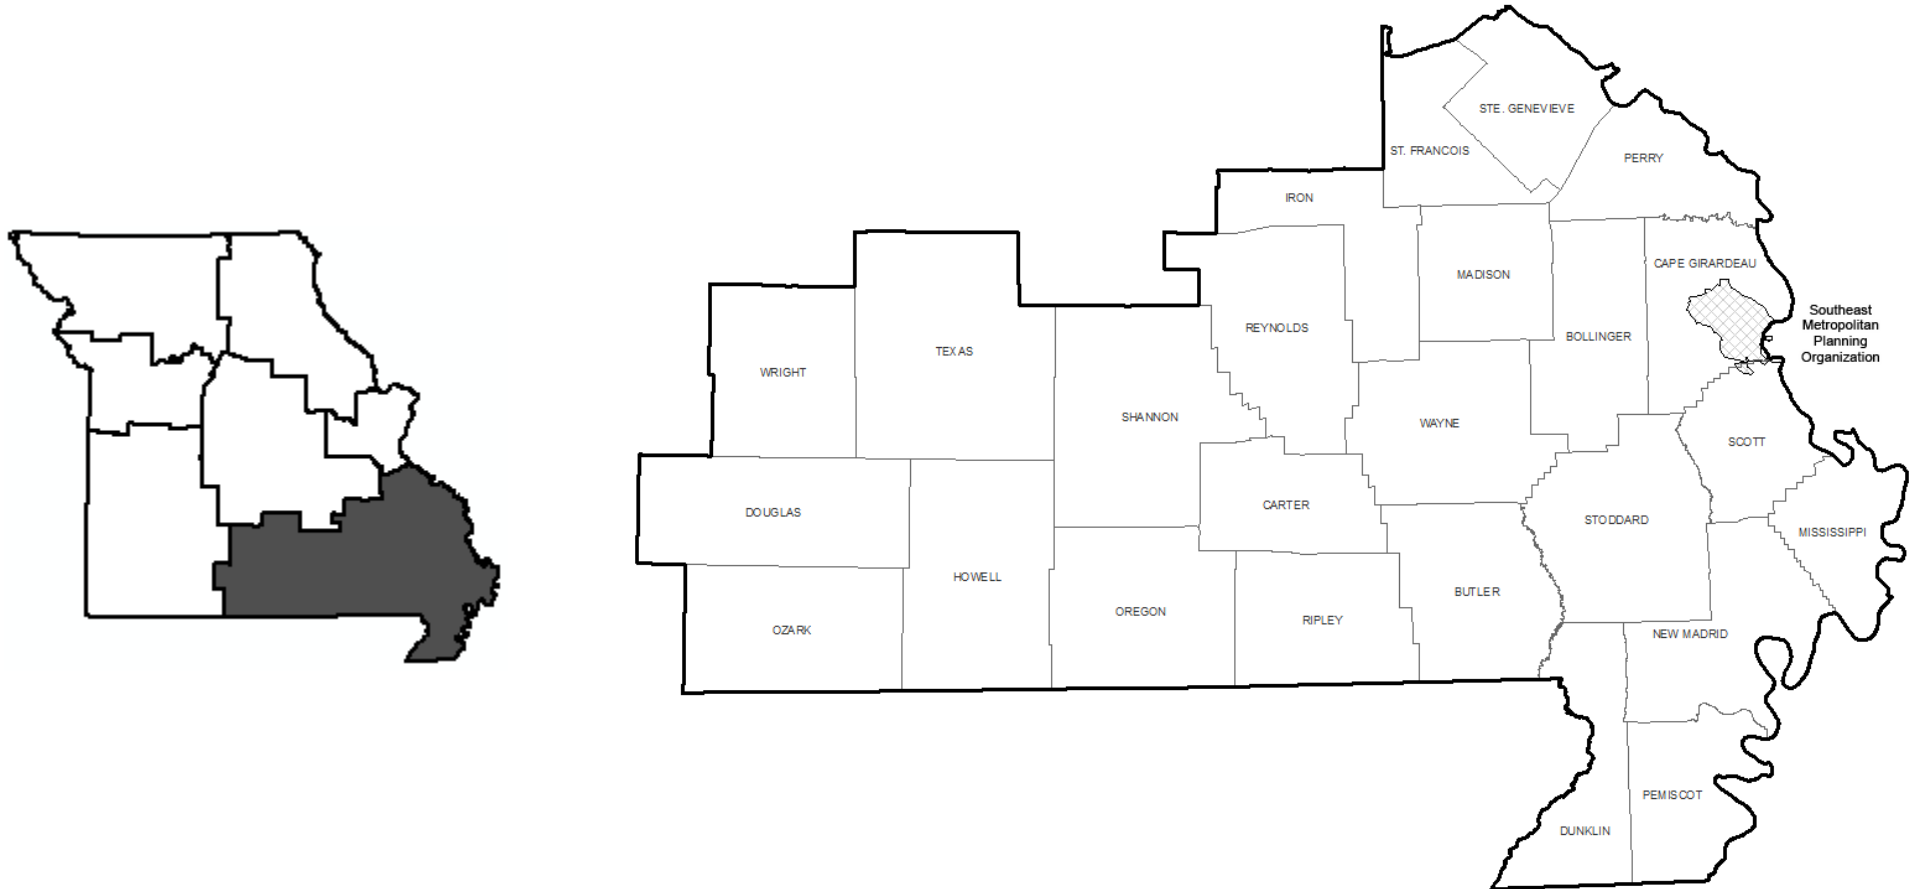 STE. GENEVIEVE
ST. FRANCOIS
PERRY
IRON
CAPE GIRARDEAU
MADISON
Southeast
Metropolitan
Planning
Organization
REYNOLDS
BOLLINGER
TEXAS
WRIGHT
SHANNON
WAYNE
SCOTT
CARTER
DOUGLAS
STODDARD
MISSISSIPPI
HOWELL
BUTLER
OREGON
RIPLEY
OZARK
NEW MADRID
PEMISCOT
DUNKLIN